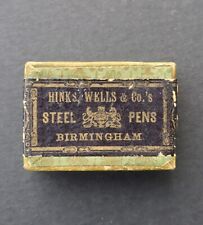 HINKS, WELLS & Co.'s
STEEL PENS
BIRMINGHAM